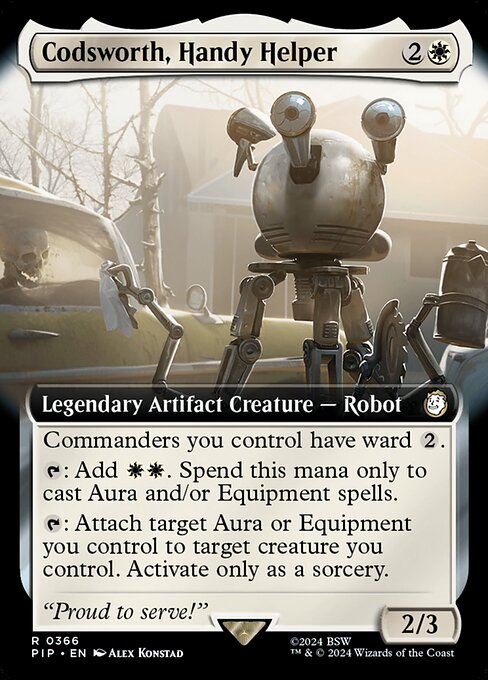 Codsworth, Handy Helper 2
Legendary Artifact Creature — Robot
Commanders you control have ward 2.
: Add . Spend this mana only to
cast Aura and/or Equipment spells.
: Attach target Aura or Equipment
you control to target creature you
control. Activate only as a sorcery.
“Proud to serve!”
2/3
R 0366
PIP • EN Alex Konstad
©2024 BSW
™ & © 2024 Wizards of the Coast